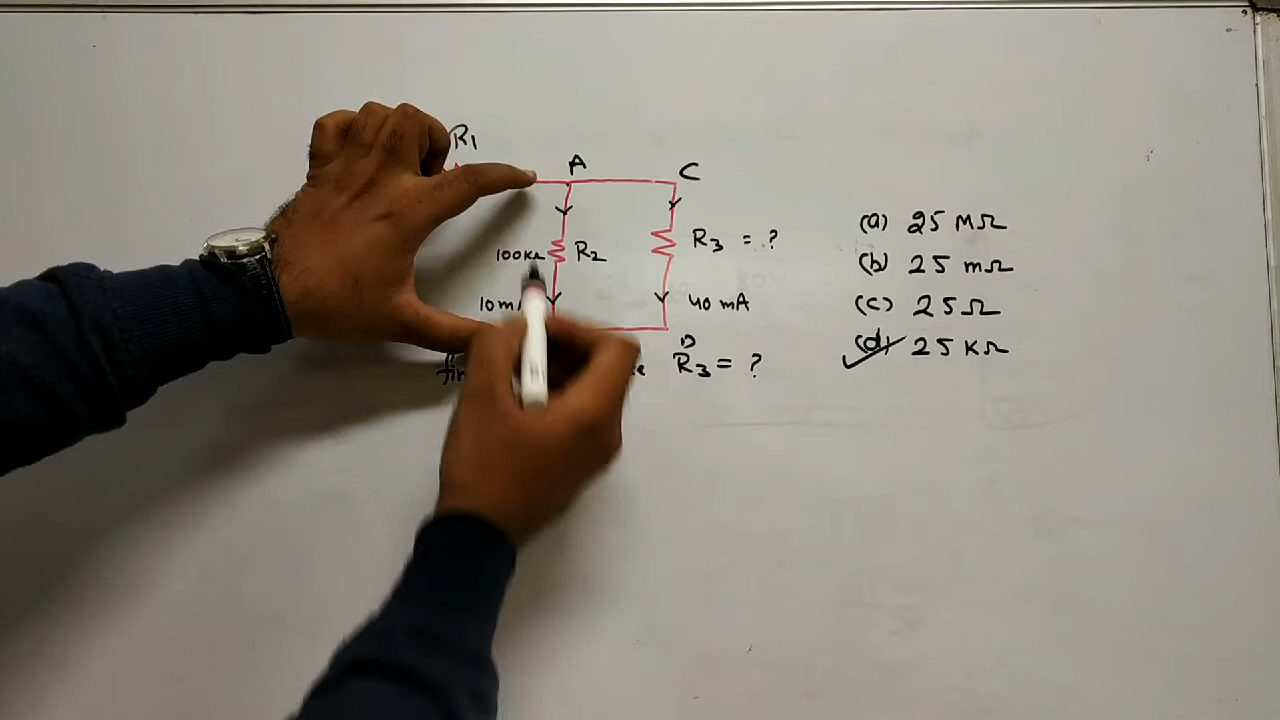 R1
A
C
100KΩ
R2
R3 = ?
10m
40 mA
D
R3 = ?
(a) 25 MΩ
(b) 25 mΩ
(c) 25 Ω
(d) 25 KΩ